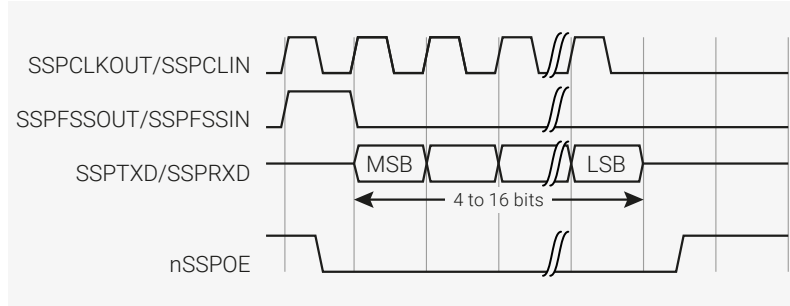 SSPCLKOUT/SSPCLIN
SSPFSSOUT/SSPFSSIN
SSPTXD/SSPRXD
MSB
LSB
4 to 16 bits
nSSPOE